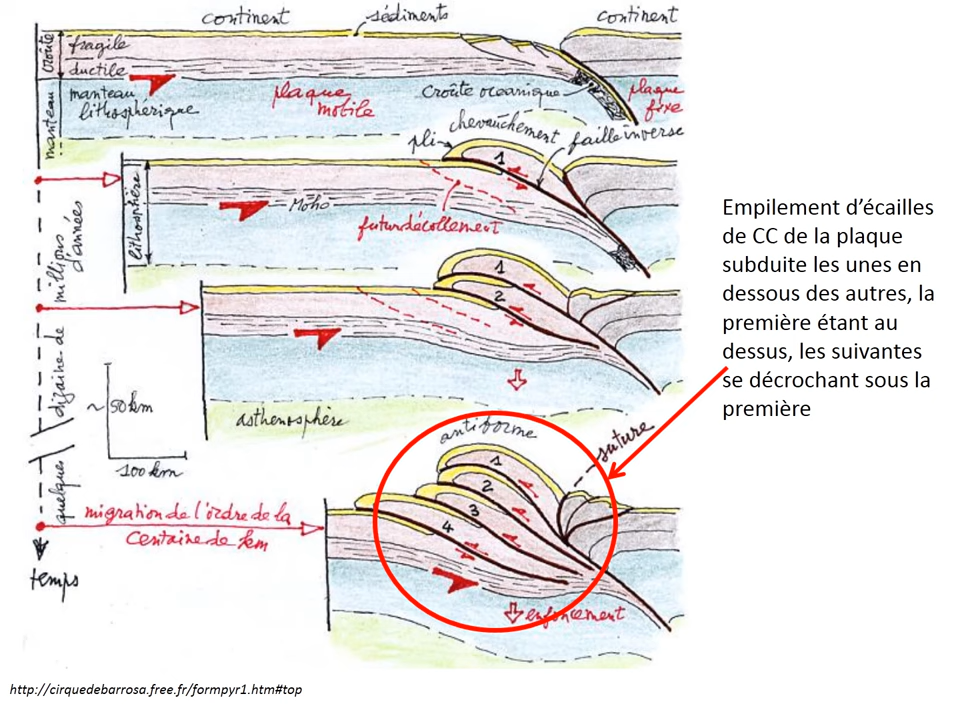 continent
sédiments
continent
croûte
fragile
ductile
manteau
manteau
lithosphérique
plaque
mobile
croûte océanique
plaque
fixe
pli
chevauchement
faille inverse
1
lithosphère
Moho
futur décollement
millions
d'années
1
2
dizaine de
~50km
100 km
asthénosphère
quelques
antiforme
suture
1
2
3
4
migration de l'ordre de la
centaine de km
enfoncement
temps
Empilement d'écailles
de CC de la plaque
subduite les unes en
dessous des autres, la
première étant au
dessus, les suivantes
se décrochant sous la
première
http://cirquedebarrosa.free.fr/formpyr1.htm#top